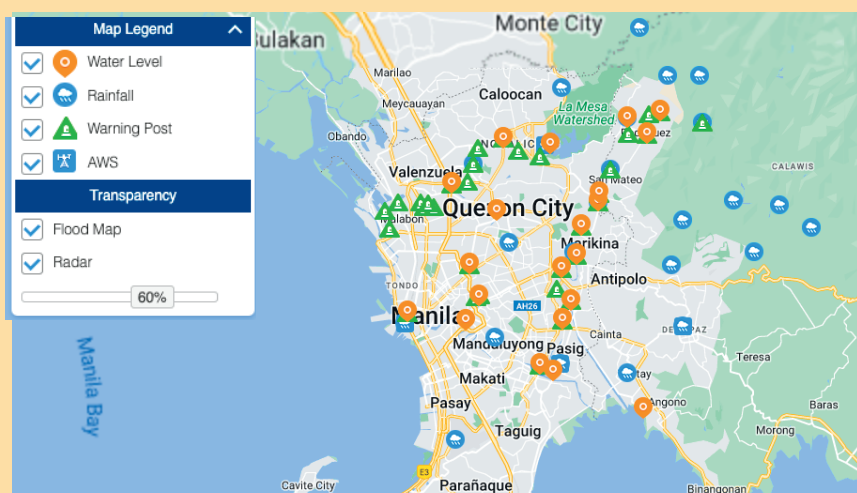 Map Legend
Water Level
Rainfall
Warning Post
AWS
Transparency
Flood Map
Radar
60%
Monte City
Bulakan
Marilao
Meycauayan
Caloocan
La Mesa
Watershed
Obando
Valenzuela
San Mateo
CALAWIS
Malabon
Quezon City
Marikina
Antipolo
TONDO
AH26
Manila
Cainta
Mandaluyong
Pasig
Teresa
Makati
Pasay
Angono
Baras
Taguig
Morong
E3
Cavite City
Parañaque
Binangonan
Manila Bay